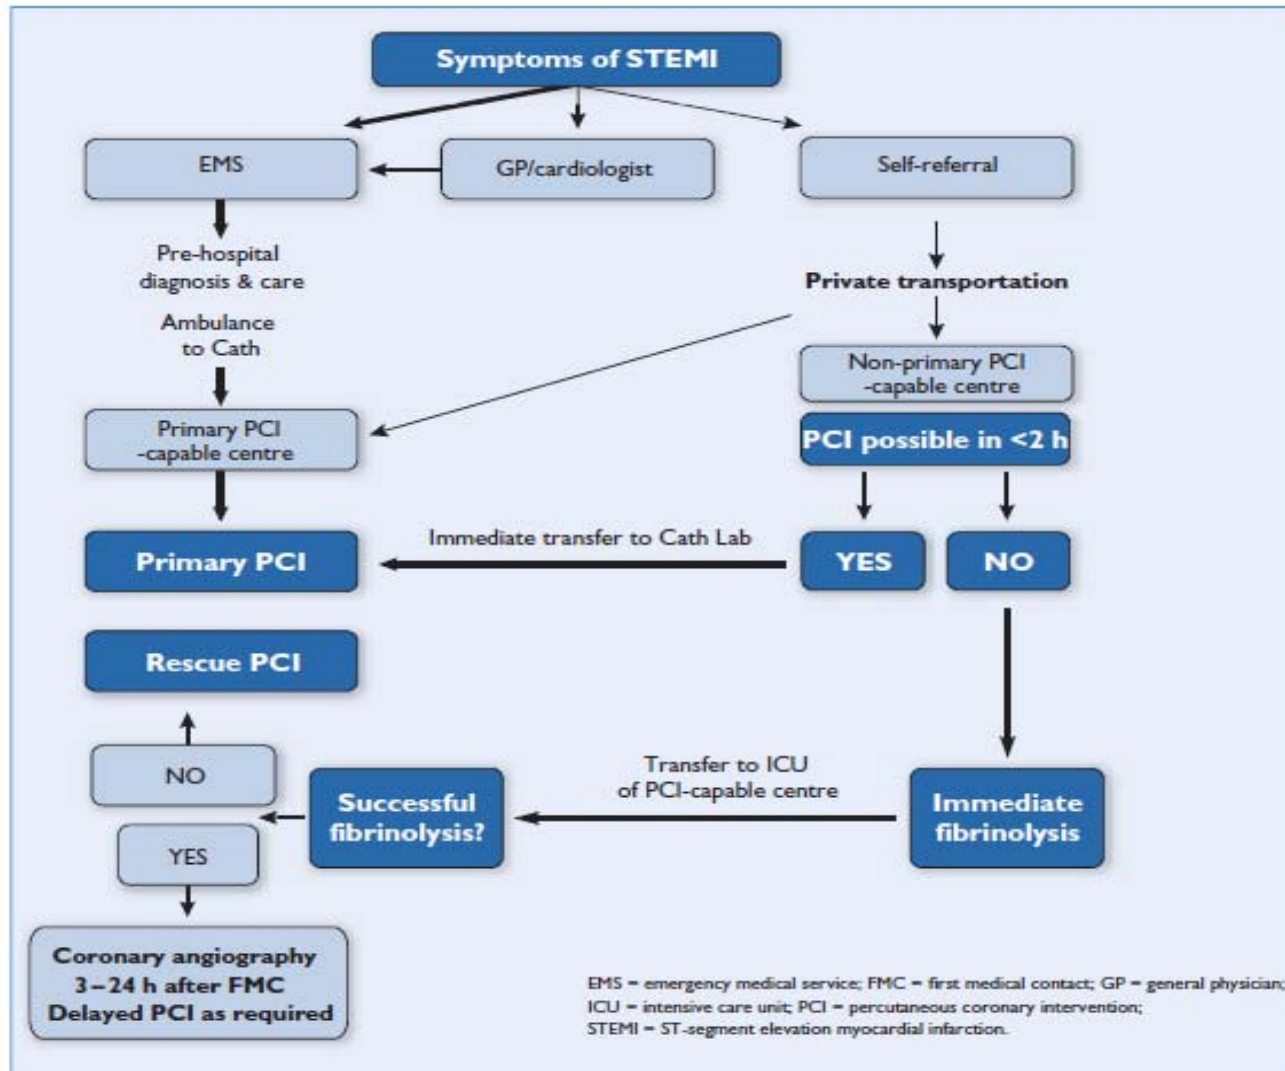 Symptoms of STEMI
EMS
GP/cardiologist
Self-referral
Pre-hospital
diagnosis & care
Private transportation
Ambulance
to Cath
Non-primary PCI
-capable centre
Primary PCI
-capable centre
PCI possible in <2 h
Immediate transfer to Cath Lab
Primary PCI
YES
NO
Rescue PCI
NO
Transfer to ICU
of PCI-capable centre
Successful
fibrinolysis?
Immediate
fibrinolysis
YES
Coronary angiography
3–24 h after FMC
Delayed PCI as required
EMS = emergency medical service; FMC = first medical contact; GP = general physician;
ICU = intensive care unit; PCI = percutaneous coronary intervention;
STEMI = ST-segment elevation myocardial infarction.